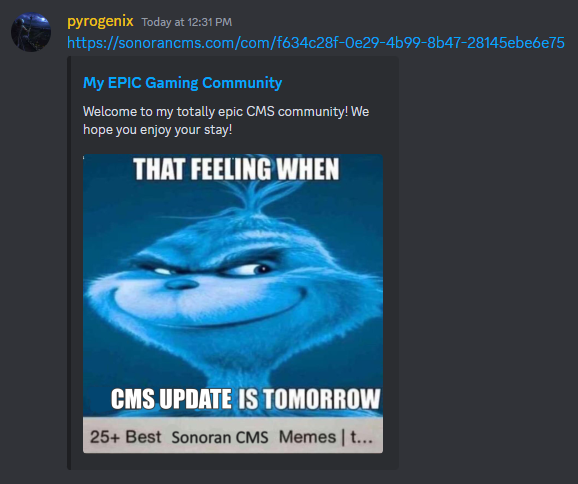 pyrogenix Today at 12:31 PM
https://sonorancms.com/com/f634c28f-0e29-4b99-8b47-28145ebe6e75
My EPIC Gaming Community
Welcome to my totally epic CMS community! We
hope you enjoy your stay!
THAT FEELING WHEN
CMS UPDATE IS TOMORROW
25+ Best Sonoran CMS Memes | t...